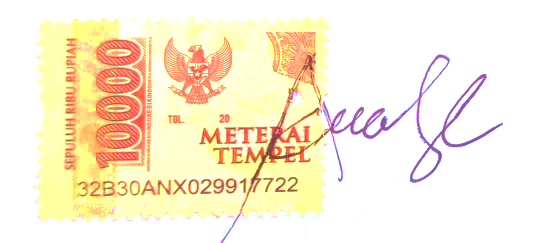 SEPULUH RIBU RUPIAH
10000
TGL. 20
METERAI
TEMPEL
32B30ANX029917722